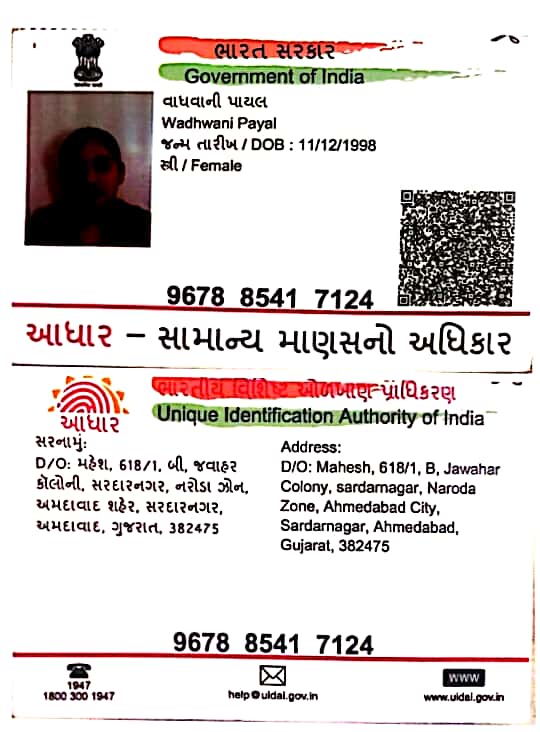 ભારત સરકાર
Government of India
વાધવાની પાયલ
Wadhwani Payal
જન્મ તારીખ / DOB : 11/12/1998
સ્ત્રી / Female
9678 8541 7124
આધાર – સામાન્ય માણસનો અધિકાર
ભારતીય વિશિષ્ટ ઓળખાણ પ્રાધિકરણ
Unique Identification Authority of India
આધાર
સરનામું:
D/O: મહેશ, 618/1, બી, જવાહર
કૉલોની, સરદારનગર, નરોડા ઝૉન,
અમદાવાદ શહેર, સરદારનગર,
અમદાવાદ, ગુજરાત, 382475
Address:
D/O: Mahesh, 618/1, B, Jawahar
Colony, sardarnagar, Naroda
Zone, Ahmedabad City,
Sardarnagar, Ahmedabad,
Gujarat, 382475
9678 8541 7124
1947
1800 300 1947
help@uidai.gov.in
www
www.uidai.gov.in